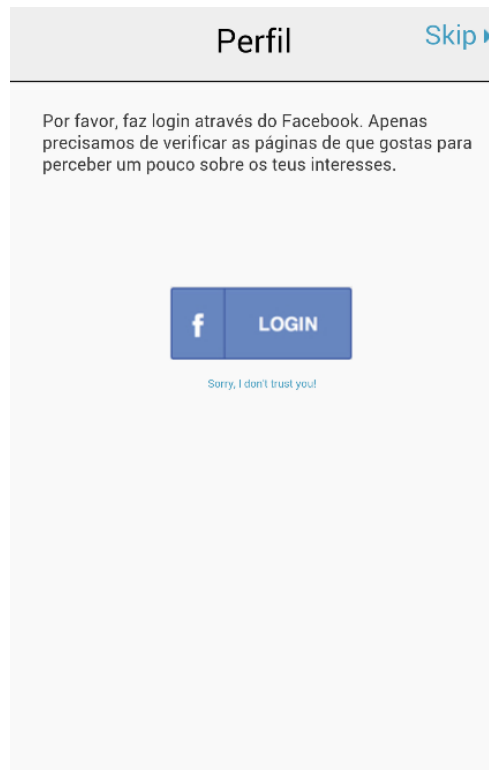 Perfil
Skip
Por favor, faz login através do Facebook. Apenas
precisamos de verificar as páginas de que gostas para
perceber um pouco sobre os teus interesses.
f LOGIN
Sorry, I don't trust you!